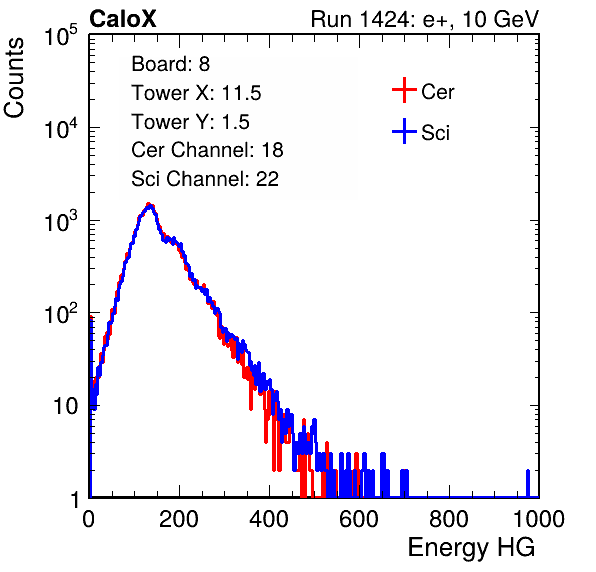 CaloX Run 1424: e+, 10 GeV
Counts
Board: 8
Tower X: 11.5
Tower Y: 1.5
Cer Channel: 18
Sci Channel: 22
Cer
Sci
10^5
10^4
10^3
10^2
10
1
0 200 400 600 800 1000
Energy HG